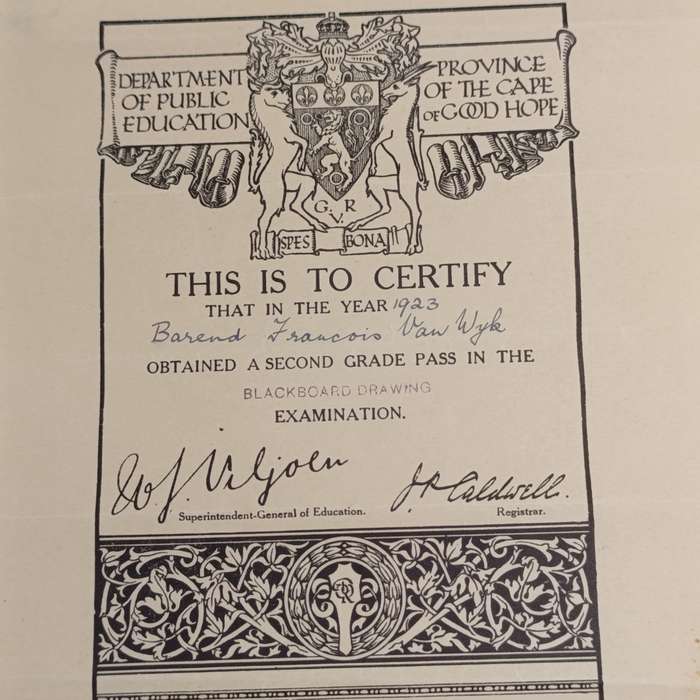 DEPARTMENT
OF PUBLIC
EDUCATION
PROVINCE
OF THE CAPE
OF GOOD HOPE
G.V.R
SPES BONA
THIS IS TO CERTIFY
THAT IN THE YEAR 1923
Barend Francois Van Wyk
OBTAINED A SECOND GRADE PASS IN THE
BLACKBOARD DRAWING
EXAMINATION.
W. J. Viljoen
Superintendent-General of Education.
J R Caldwell.
Registrar.